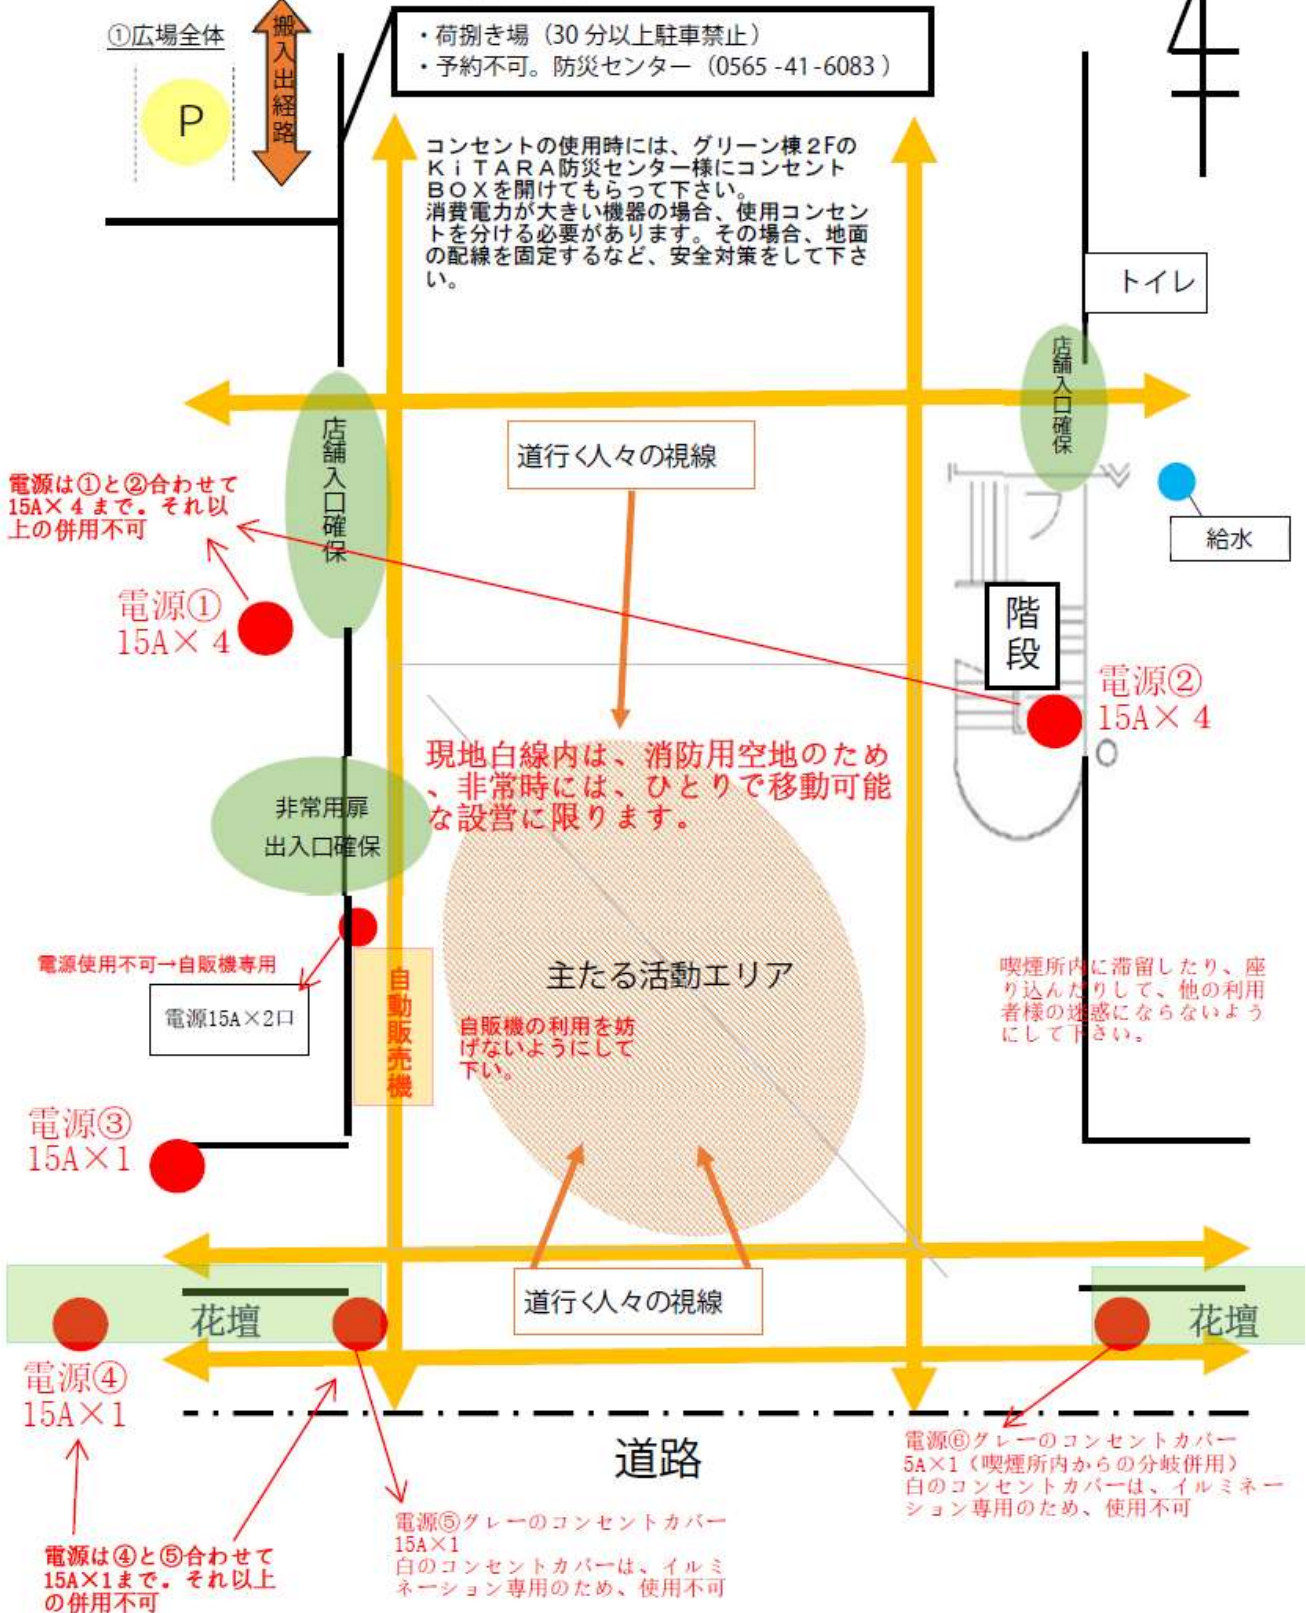 ①広場全体
搬入出経路
・荷捌き場（30 分以上駐車禁止）
・予約不可。防災センター（0565 -41-6083 ）
P
コンセントの使用時には、グリーン棟２Fの
ＫｉＴＡＲＡ防災センター様にコンセント
ＢＯＸを開けてもらって下さい。
消費電力が大きい機器の場合、使用コンセン
トを分ける必要があります。その場合、地面
の配線を固定するなど、安全対策をして下さ
い。
トイレ
店舗入口確保
店舗入口確保
道行く人々の視線
電源は①と②合わせて
15A×４まで。それ以
上の併用不可
給水
電源①
15A×４
階段
電源②
15A×４
現地白線内は、消防用空地のため
、非常時には、ひとりで移動可能
な設営に限ります。
非常用扉
出入口確保
電源使用不可→自販機専用
電源15A×2口
自動販売機
主たる活動エリア
自販機の利用を妨
げないようにして
下い。
喫煙所内に滞留したり、座
り込んだりして、他の利用
者様の迷惑にならないよう
にして下さい。
電源③
15A×1
道行く人々の視線
花壇
花壇
電源④
15A×1
道路
電源⑥グレーのコンセントカバー
5A×1（喫煙所内からの分岐併用）
白のコンセントカバーは、イルミネー
ション専用のため、使用不可
電源⑤グレーのコンセントカバー
15A×1
白のコンセントカバーは、イルミ
ネーション専用のため、使用不可
電源は④と⑤合わせて
15A×1まで。それ以上
の併用不可